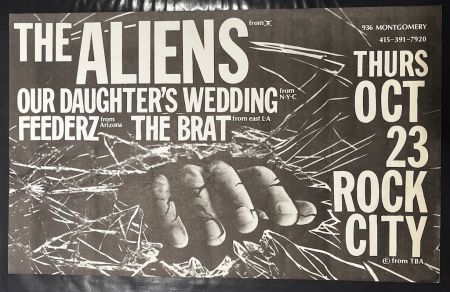 THE ALIENS from
OUR DAUGHTER'S WEDDING from N·Y·C
FEEDERZ from Arizona THE BRAT from east L·A
936 MONTGOMERY
415-391-7920
THURS
OCT
23
ROCK
CITY
© from TBA